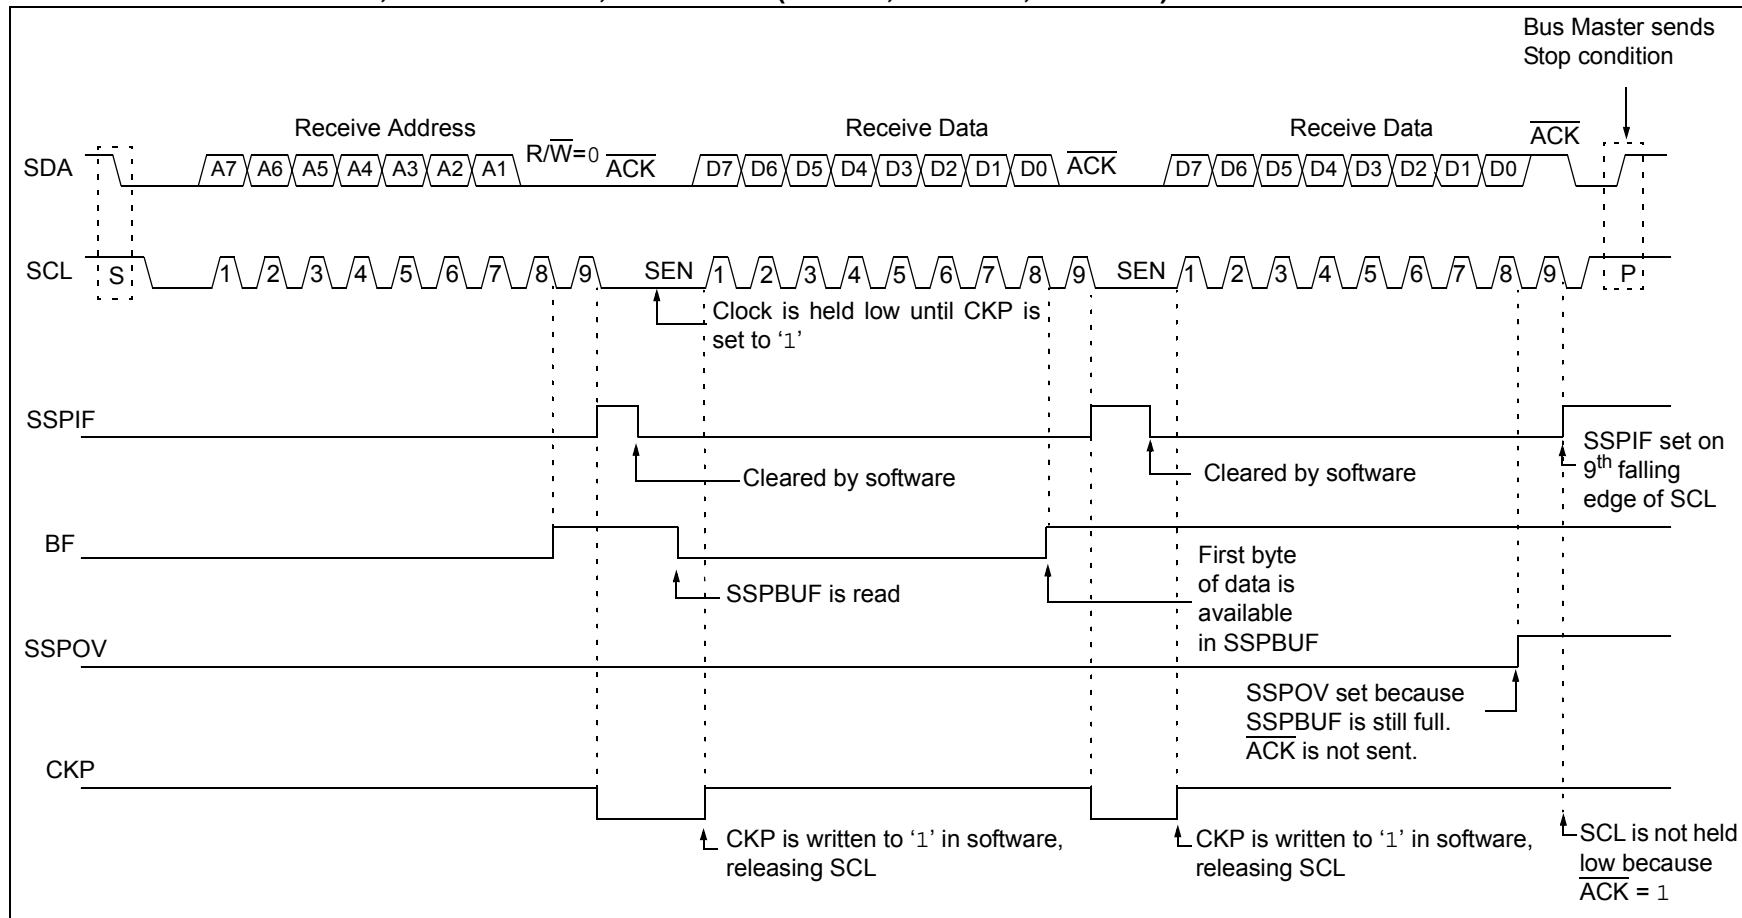 Bus Master sends
Stop condition
Receive Address
Receive Data
Receive Data
ACK
SDA
A7 A6 A5 A4 A3 A2 A1
R/W=0 ACK
D7 D6 D5 D4 D3 D2 D1 D0
ACK
D7 D6 D5 D4 D3 D2 D1 D0
SCL
S
1 2 3 4 5 6 7 8 9
SEN
1 2 3 4 5 6 7 8 9
SEN
1 2 3 4 5 6 7 8 9
P
Clock is held low until CKP is
set to ‘1’
SSPIF
Cleared by software
Cleared by software
SSPIF set on
9th falling
edge of SCL
BF
SSPBUF is read
First byte
of data is
available
in SSPBUF
SSPOV
SSPOV set because
SSPBUF is still full.
ACK is not sent.
CKP
CKP is written to ‘1’ in software,
releasing SCL
CKP is written to ‘1’ in software,
releasing SCL
SCL is not held
low because
ACK = 1